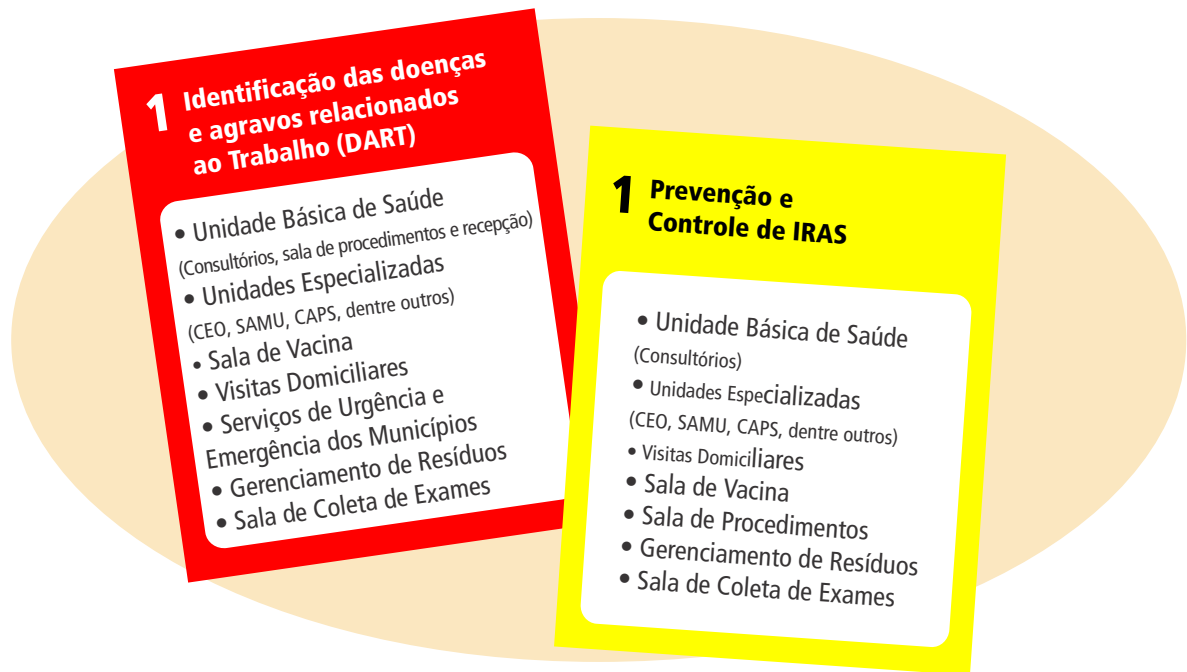 1 Identificação das doenças
e agravos relacionados
ao Trabalho (DART)
• Unidade Básica de Saúde
(Consultórios, sala de procedimentos e recepção)
• Unidades Especializadas
(CEO, SAMU, CAPS, dentre outros)
• Sala de Vacina
• Visitas Domiciliares
• Serviços de Urgência e
Emergência dos Municípios
• Gerenciamento de Resíduos
• Sala de Coleta de Exames
1 Prevenção e
Controle de IRAS
• Unidade Básica de Saúde
(Consultórios)
• Unidades Especializadas
(CEO, SAMU, CAPS, dentre outros)
• Visitas Domiciliares
• Sala de Vacina
• Sala de Procedimentos
• Gerenciamento de Resíduos
• Sala de Coleta de Exames